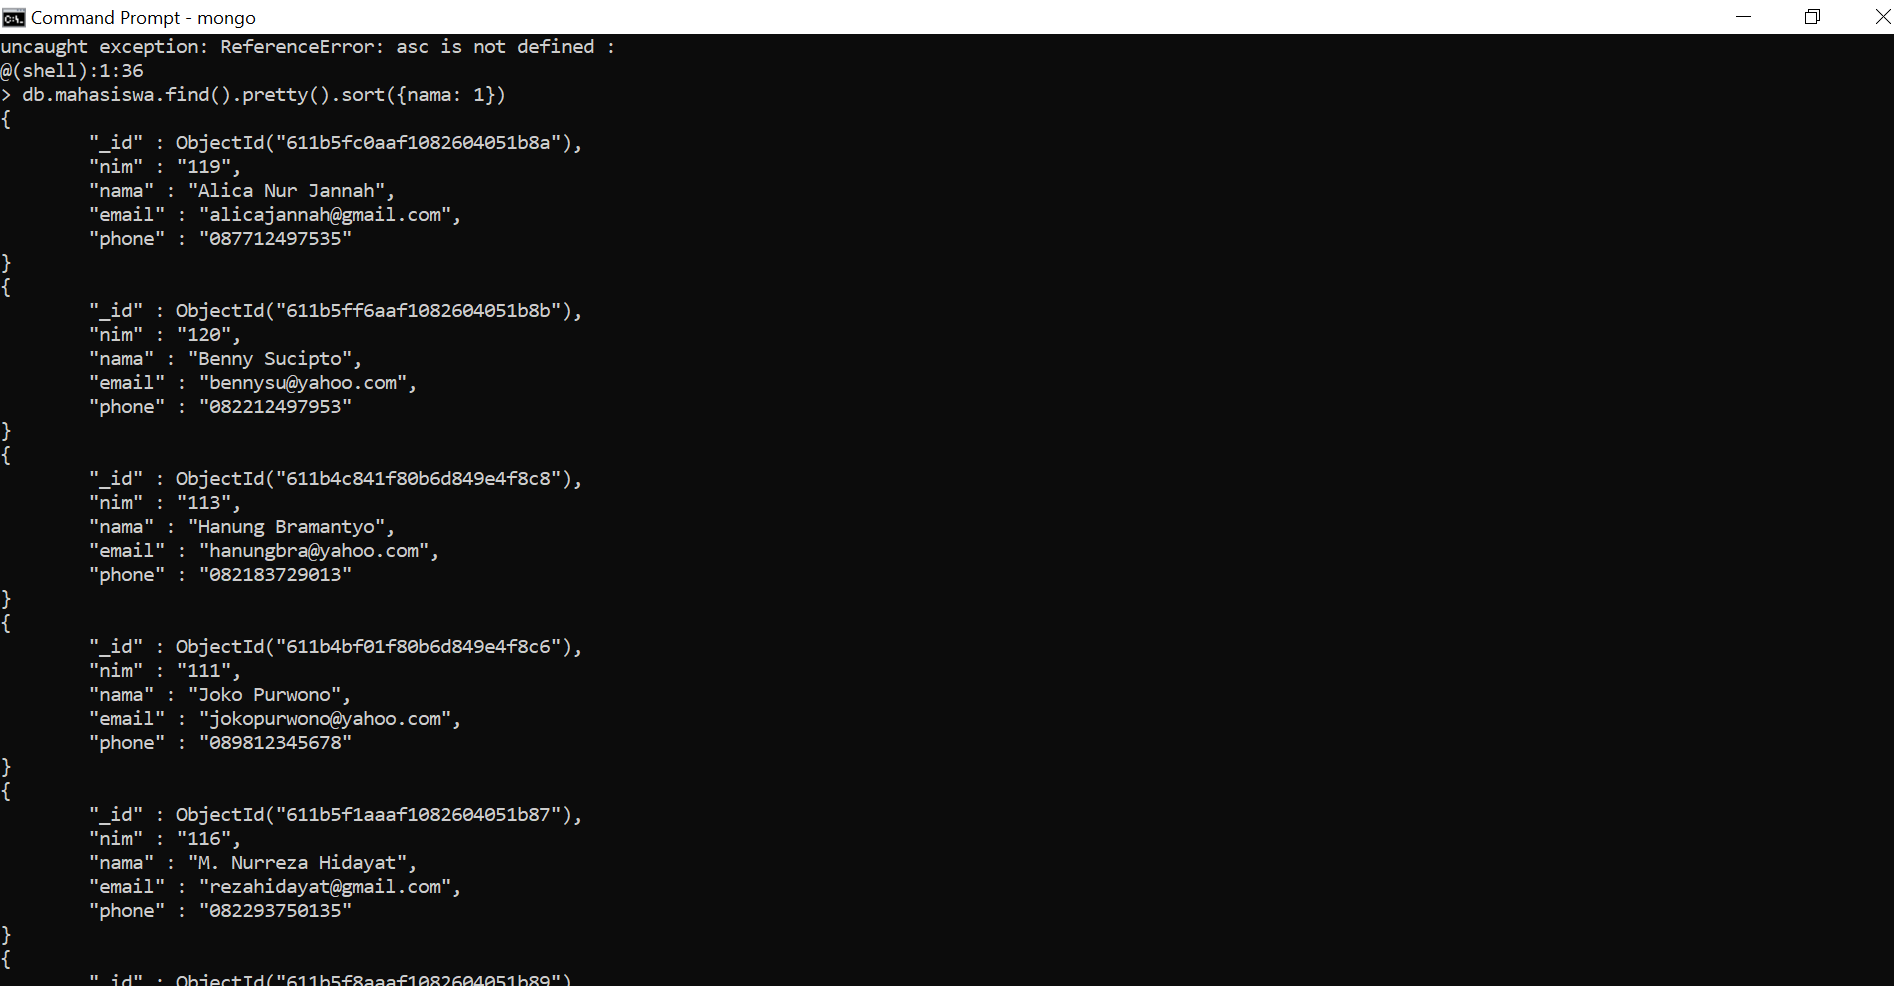 Command Prompt - mongo
uncaught exception: ReferenceError: asc is not defined :
@(shell):1:36
> db.mahasiswa.find().pretty().sort({nama: 1})
{
        "_id" : ObjectId("611b5fc0aaf1082604051b8a"),
        "nim" : "119",
        "nama" : "Alica Nur Jannah",
        "email" : "alicajannah@gmail.com",
        "phone" : "087712497535"
}
{
        "_id" : ObjectId("611b5ff6aaf1082604051b8b"),
        "nim" : "120",
        "nama" : "Benny Sucipto",
        "email" : "bennysu@yahoo.com",
        "phone" : "082212497953"
}
{
        "_id" : ObjectId("611b4c841f80b6d849e4f8c8"),
        "nim" : "113",
        "nama" : "Hanung Bramantyo",
        "email" : "hanungbra@yahoo.com",
        "phone" : "082183729013"
}
{
        "_id" : ObjectId("611b4bf01f80b6d849e4f8c6"),
        "nim" : "111",
        "nama" : "Joko Purwono",
        "email" : "jokopurwono@yahoo.com",
        "phone" : "089812345678"
}
{
        "_id" : ObjectId("611b5f1aaaf1082604051b87"),
        "nim" : "116",
        "nama" : "M. Nurreza Hidayat",
        "email" : "rezahidayat@gmail.com",
        "phone" : "082293750135"
}
{
        "_id" : ObjectId("611b5f8aaaf1082604051b89")